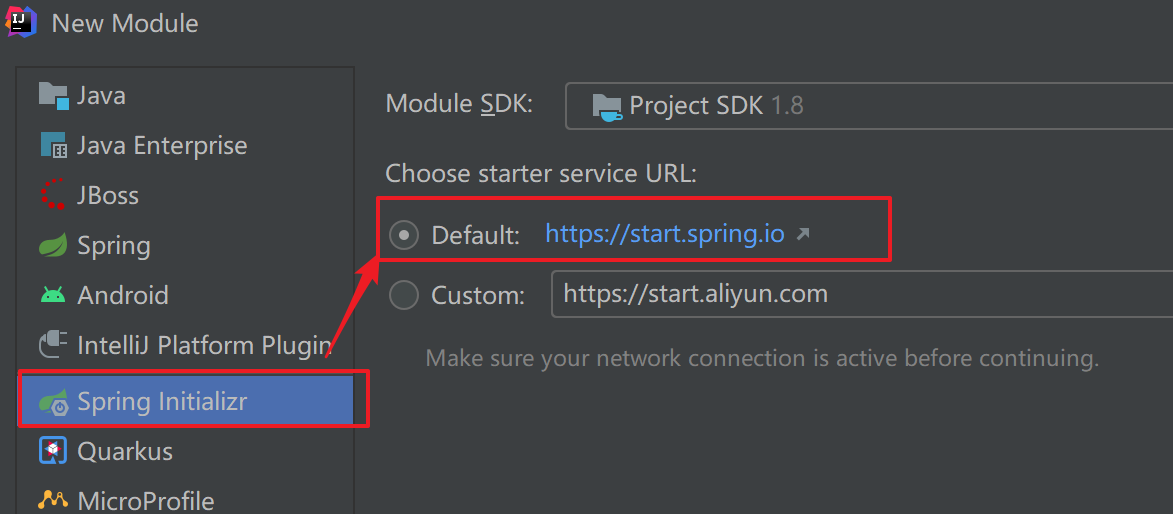 New Module
Java
Java Enterprise
JBoss
Spring
Android
IntelliJ Platform Plugin
Spring Initializr
Quarkus
MicroProfile
Module SDK: Project SDK 1.8
Choose starter service URL:
Default: https://start.spring.io
Custom: https://start.aliyun.com
Make sure your network connection is active before continuing.